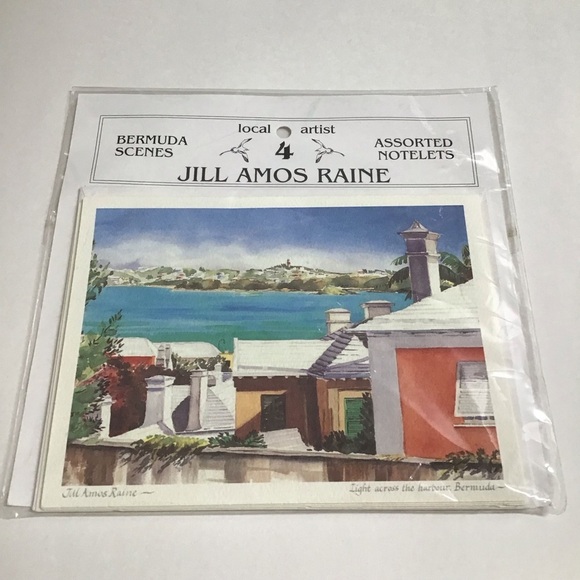 local artist
BERMUDA SCENES
4
ASSORTED NOTELETS
JILL AMOS RAINE
Jill Amos Raine — Light across the harbour. Bermuda —